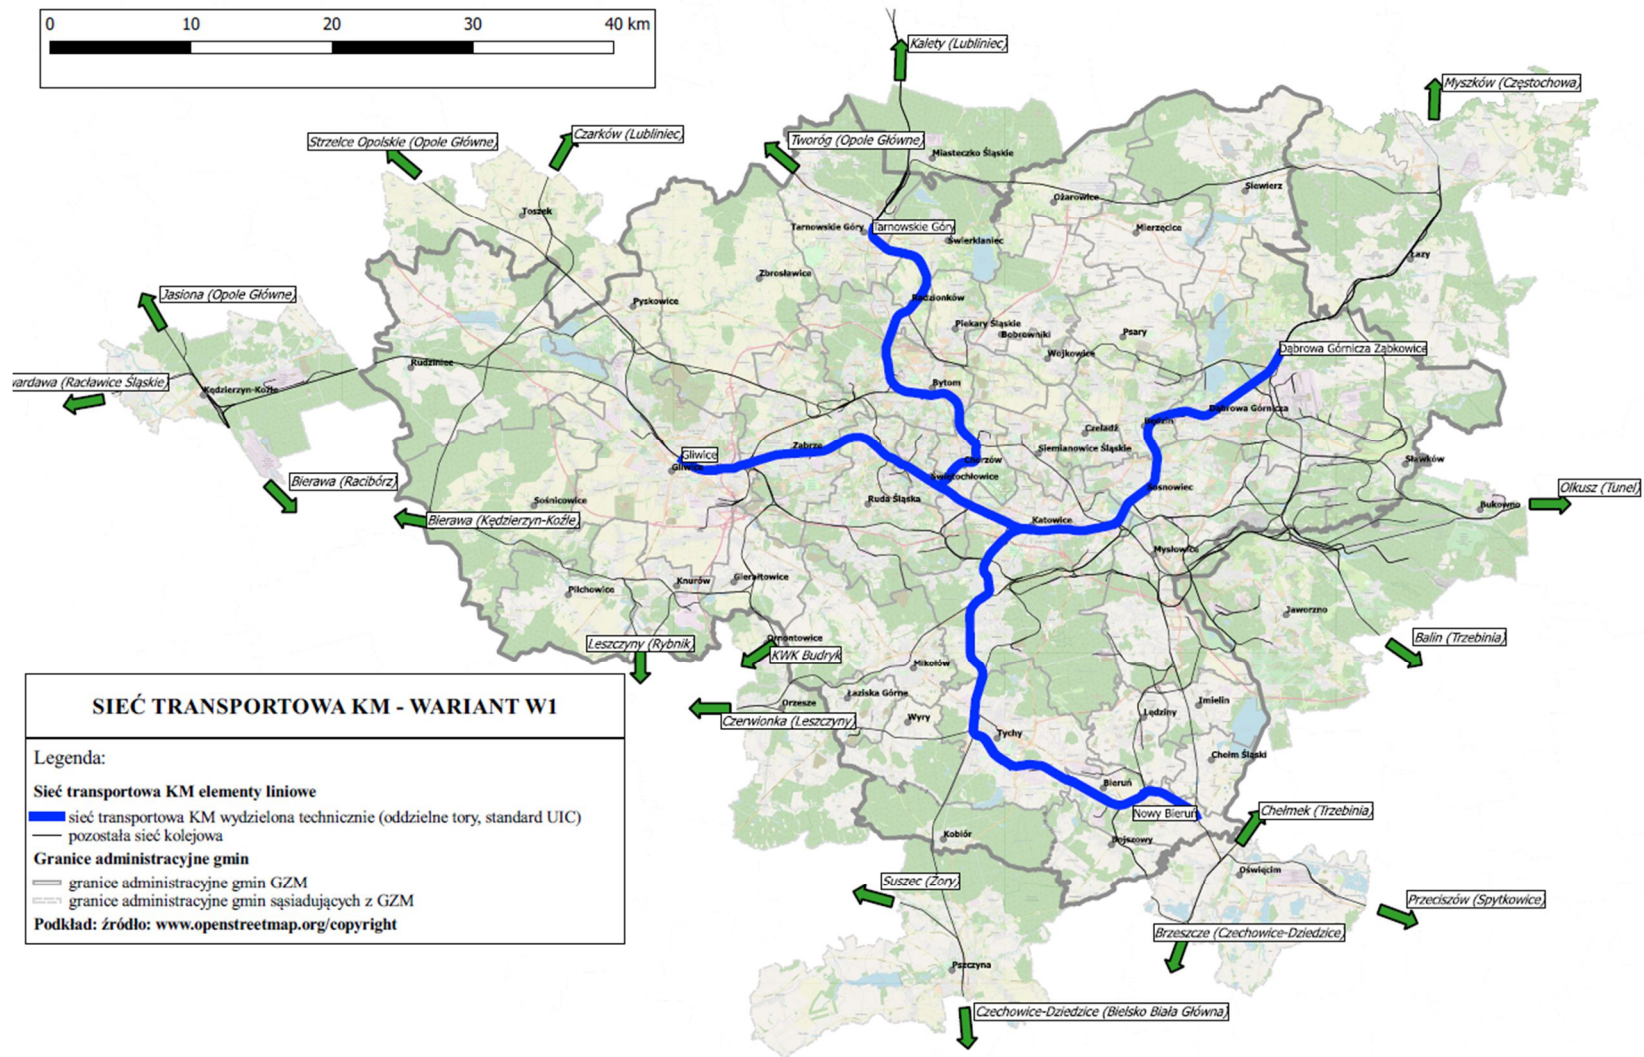 0 10 20 30 40 km
Kalety (Lubliniec)
Myszków (Częstochowa)
Strzelce Opolskie (Opole Główne)
Czarków (Lubliniec)
Tworóg (Opole Główne)
Miasteczko Śląskie
Siewierz
Ożarowice
Toszek
Tarnowskie Góry
Tarnowskie Góry
Mierzęcice
Świerklaniec
Łazy
Zbrosławice
Jasiona (Opole Główne)
Pyskowice
Radzionków
Piekary Śląskie
Bobrowniki
Psary
Wojkowice
Dąbrowa Górnicza Ząbkowice
Rudziniec
wardawa (Racławice Śląskie)
Kędzierzyn-Koźle
Bytom
Dąbrowa Górnicza
Będzin
Czeladź
Siemianowice Śląskie
Zabrze
Gliwice
Gliwice
Chorzów
Sławków
Świętochłowice
Bierawa (Racibórz)
Sosnowiec
Olkusz (Tunel)
Bukowno
Sośnicowice
Ruda Śląska
Bierawa (Kędzierzyn-Koźle)
Katowice
Mysłowice
Knurów
Gierałtowice
Pilchowice
Jaworzno
Leszczyny (Rybnik)
Ornontowice
KWK Budryk
Balin (Trzebinia)
Mikołów
Łaziska Górne
Orzesze
Imielin
Lędziny
Czerwionka (Leszczyny)
Wyry
Tychy
Chełm Śląski
Bieruń
Nowy Bieruń
Chełmek (Trzebinia)
Kobiór
Bojszowy
Oświęcim
Suszec (Żory)
Przeciszów (Spytkowice)
Brzeszcze (Czechowice-Dziedzice)
Pszczyna
Czechowice-Dziedzice (Bielsko Biała Główna)
SIEĆ TRANSPORTOWA KM - WARIANT W1
Legenda:
Sieć transportowa KM elementy liniowe
sieć transportowa KM wydzielona technicznie (oddzielne tory, standard UIC)
pozostała sieć kolejowa
Granice administracyjne gmin
granice administracyjne gmin GZM
granice administracyjne gmin sąsiadujących z GZM
Podkład: źródło: www.openstreetmap.org/copyright